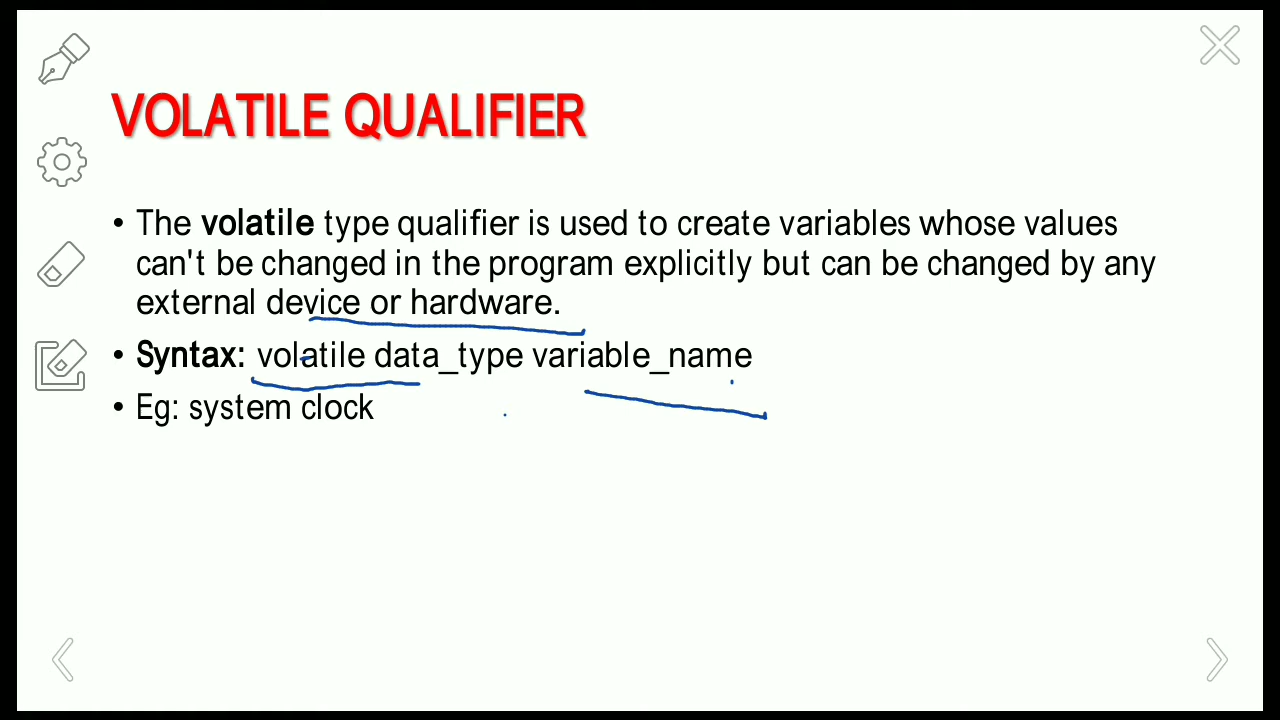 VOLATILE QUALIFIER
• The volatile type qualifier is used to create variables whose values
can't be changed in the program explicitly but can be changed by any
external device or hardware.
• Syntax: volatile data_type variable_name
• Eg: system clock